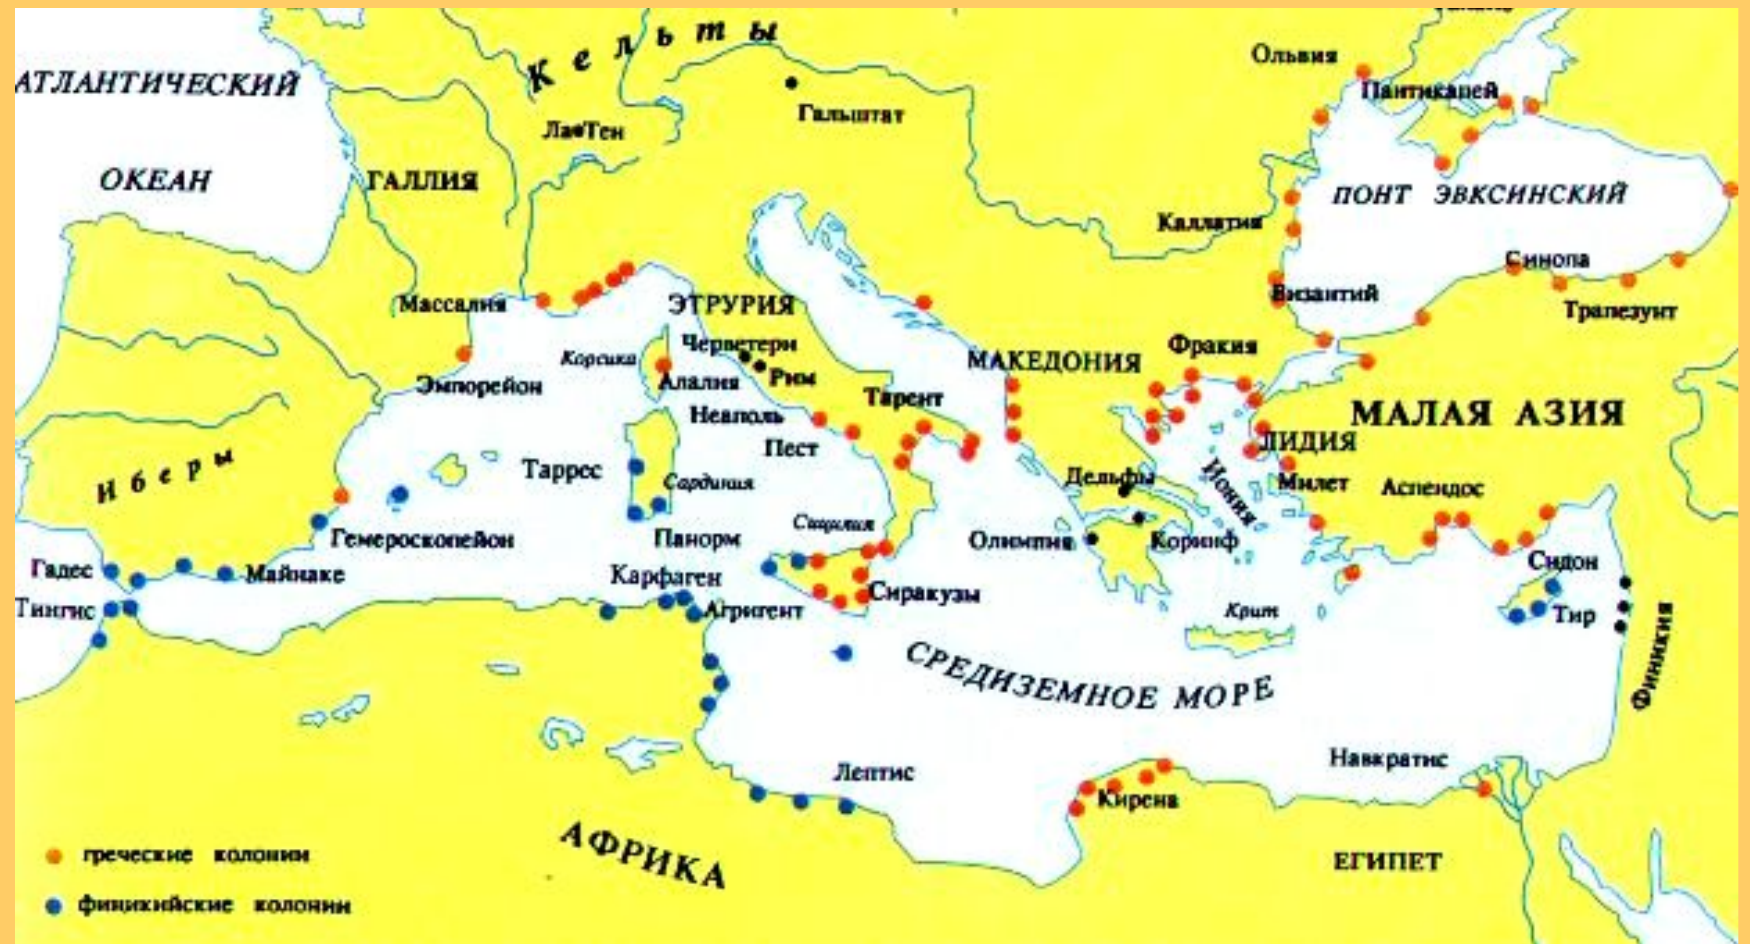 Кельты
Ольвия
АТЛАНТИЧЕСКИЙ
Пантикапей
Гальштат
Ла Тен
ОКЕАН
ГАЛЛИЯ
ПОНТ ЭВКСИНСКИЙ
Каллатия
Синопа
Массалия
ЭТРУРИЯ
Византий
Трапезунт
Черветери
Фракия
Корсика
МАКЕДОНИЯ
Эмпорейон
Алалия
Рим
Тарент
Неаполь
МАЛАЯ АЗИЯ
Пест
ЛИДИЯ
Иберы
Таррес
Сардиния
Дельфы
Иония
Милет
Аспендос
Сицилия
Гемероскопейон
Панорм
Олимпия
Коринф
Гадес
Майнаке
Карфаген
Сидон
Тингис
Агригент
Сиракузы
Крит
Тир
Финикия
СРЕДИЗЕМНОЕ МОРЕ
Лептис
Навкратис
Кирена
АФРИКА
ЕГИПЕТ
греческие колонии
финикийские колонии